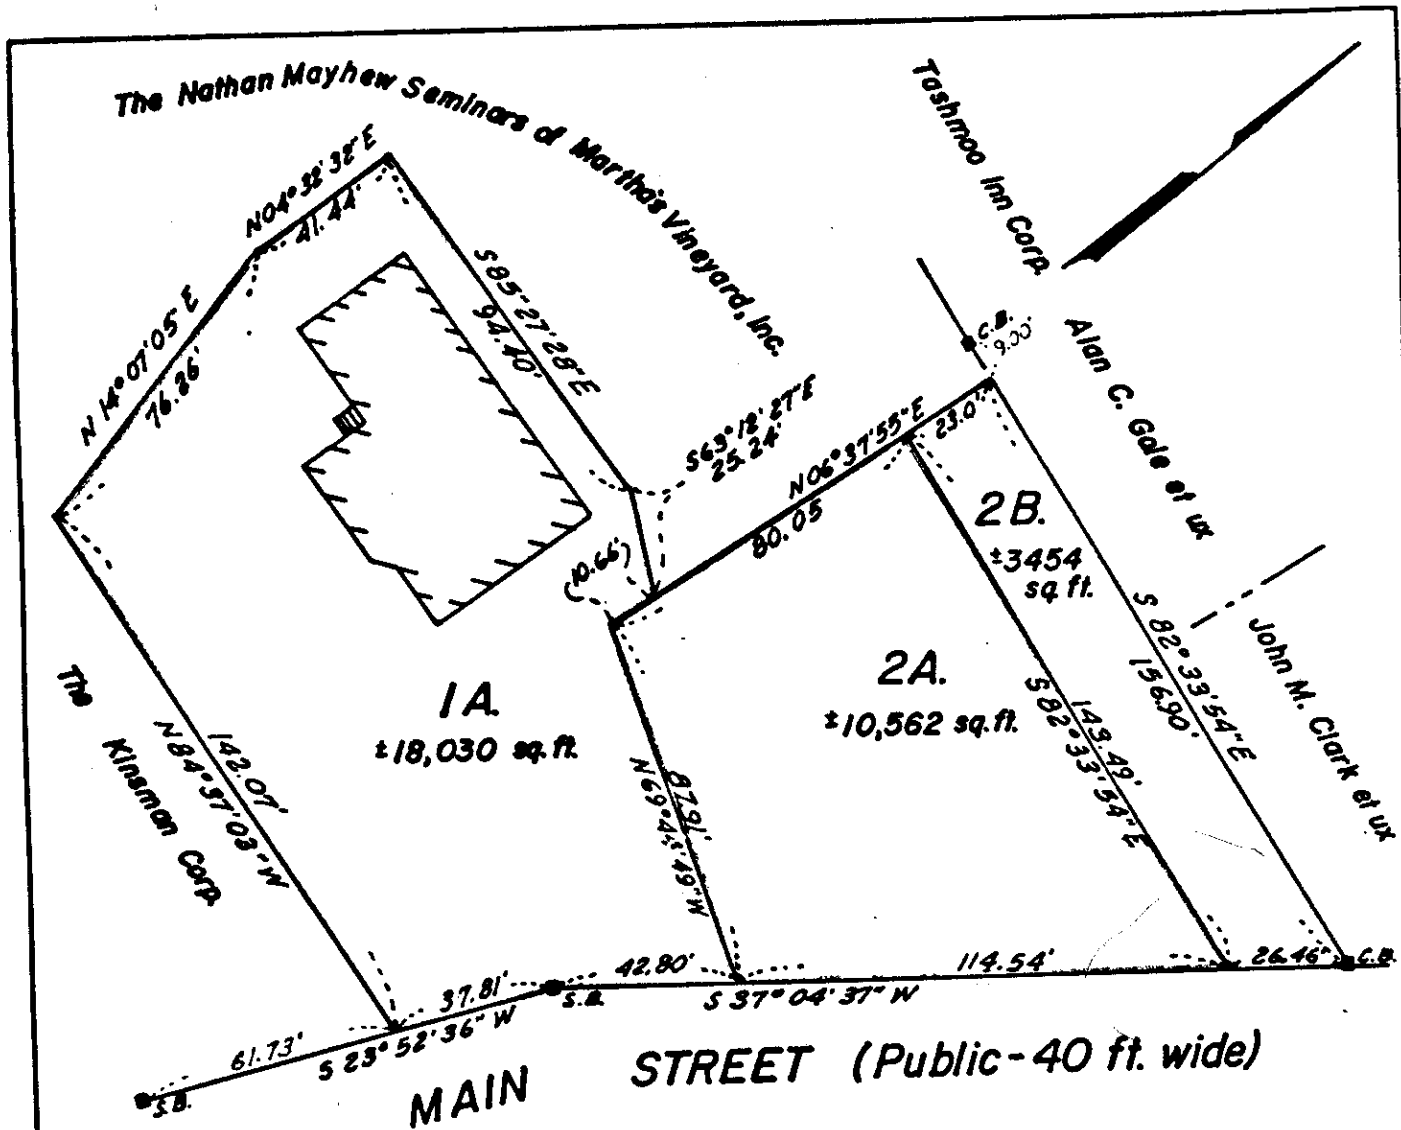 The Nathan Mayhew Seminars of Martha's Vineyard, Inc.
Tashmoo Inn Corp.
N04°32'32"E
41.44'
S85°27'28"E
94.40'
N 14°07'05"E
76.26'
C.B.
9.00'
Alan C. Gale et ux
S63°12'27"E
25.24'
N06°37'55"E
23.0'
80.05
2B.
±3454
sq. ft.
(10.66')
S 82°33'54"E
156.90'
John M. Clark et ux
1A.
±18,030 sq. ft.
2A.
±10,562 sq. ft.
143.49'
S 82°33'54"E
The Kinsman Corp.
142.07'
N84°37'03"W
87.91'
N69°45'49"W
37.81'
S.B.
42.80'
114.54'
26.46"
C.B.
S 37°04'37"W
61.73'
S 23°52'36"W
S.B.
MAIN STREET (Public-40 ft. wide)